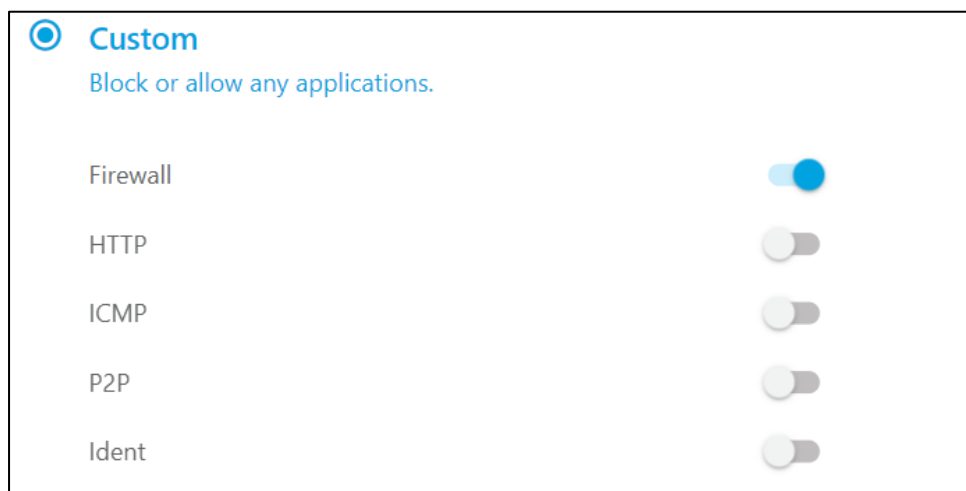 Custom
Block or allow any applications.
Firewall
HTTP
ICMP
P2P
Ident